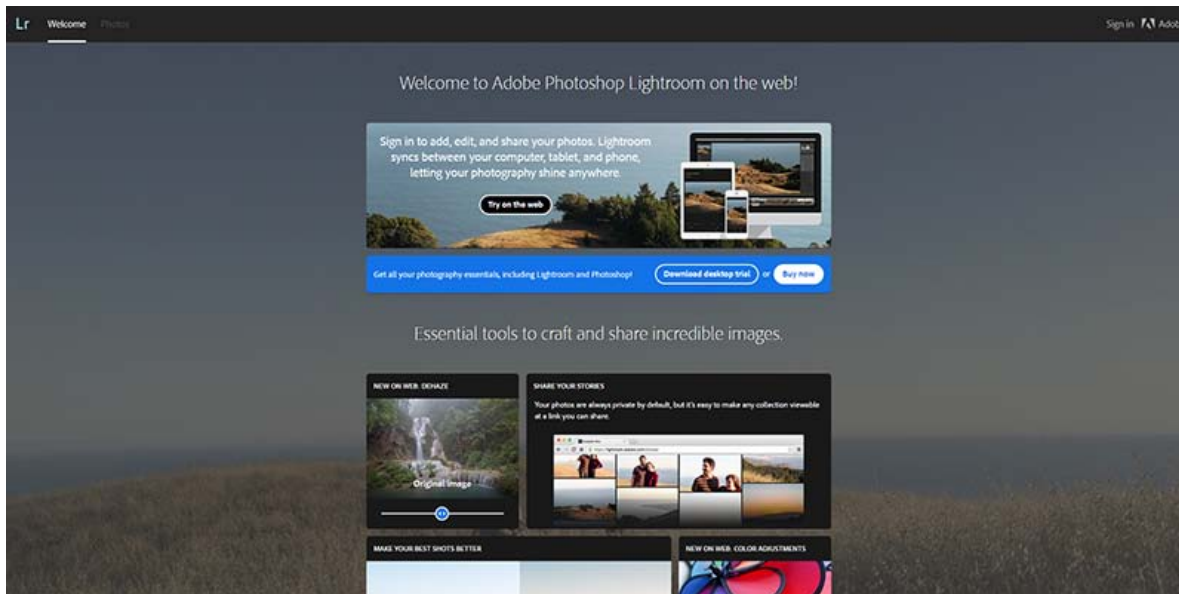 Lr Welcome Photos Sign in Adob
Welcome to Adobe Photoshop Lightroom on the web!
Sign in to add, edit, and share your photos. Lightroom
syncs between your computer, tablet, and phone,
letting your photography shine anywhere.
Try on the web
Get all your photography essentials, including Lightroom and Photoshop! Download desktop trial or Buy now
Essential tools to craft and share incredible images.
NEW ON WEB: DEHAZE
Original image
SHARE YOUR STORIES
Your photos are always private by default, but it's easy to make any collection viewable
at a link you can share.
MAKE YOUR BEST SHOTS BETTER
NEW ON WEB: COLOR ADJUSTMENTS